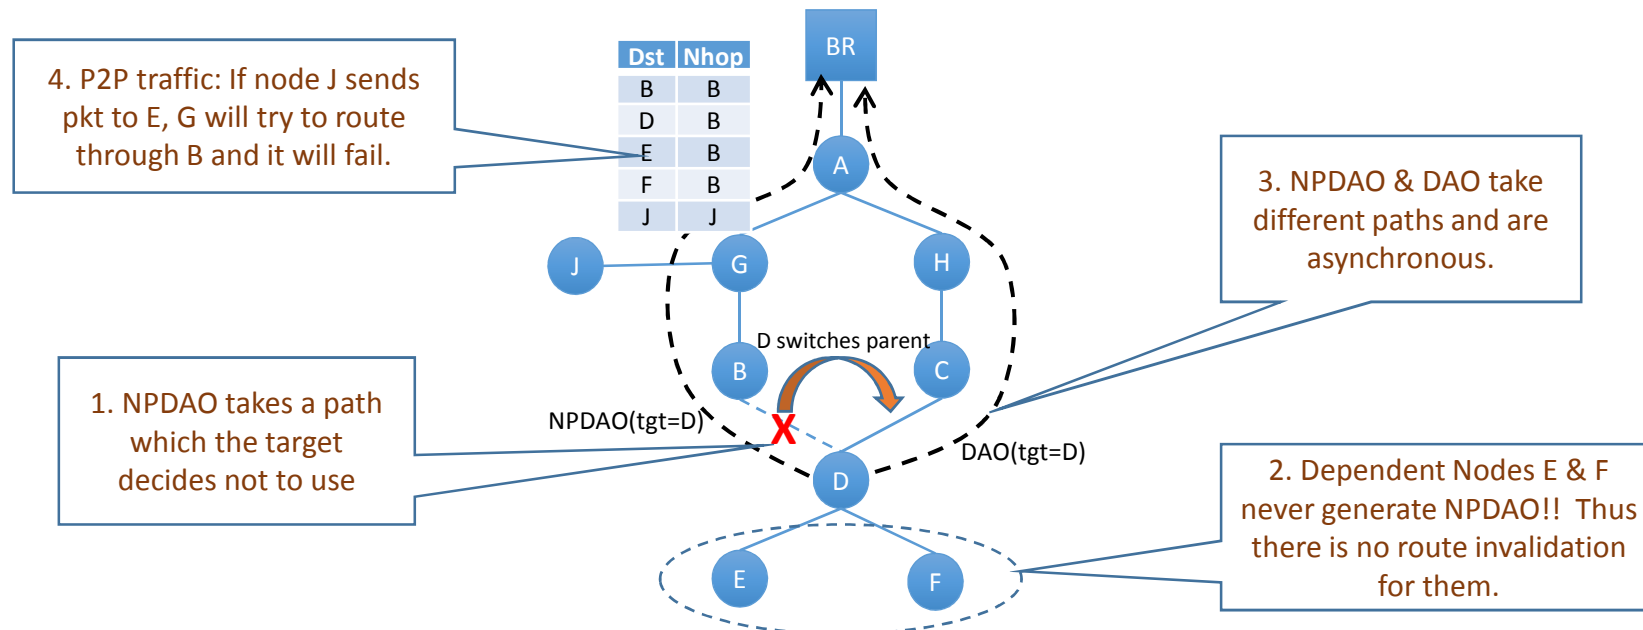 BR
Dst Nhop
B B
D B
E B
F B
J J
4. P2P traffic: If node J sends
pkt to E, G will try to route
through B and it will fail.
A
3. NPDAO & DAO take
different paths and are
asynchronous.
J
G
H
D switches parent
B
C
1. NPDAO takes a path
which the target
decides not to use
NPDAO(tgt=D)
X
DAO(tgt=D)
D
2. Dependent Nodes E & F
never generate NPDAO!! Thus
there is no route invalidation
for them.
E
F